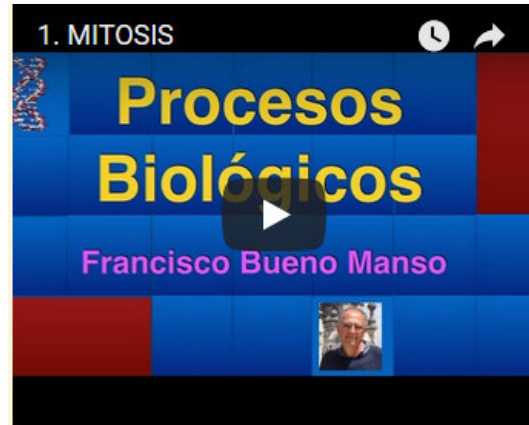 1. MITOSIS
Procesos
Biológicos
Francisco Bueno Manso